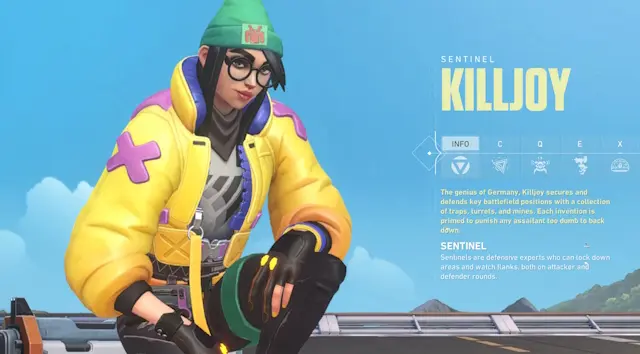 SENTINEL
KILLJOY
INFO C Q E X
The genius of Germany, Killjoy secures and
defends key battlefield positions with a collection
of traps, turrets, and mines. Each invention is
primed to punish any assailant too dumb to back
down.
SENTINEL
Sentinels are defensive experts who can lock down
areas and watch flanks, both on attacker and
defender rounds.